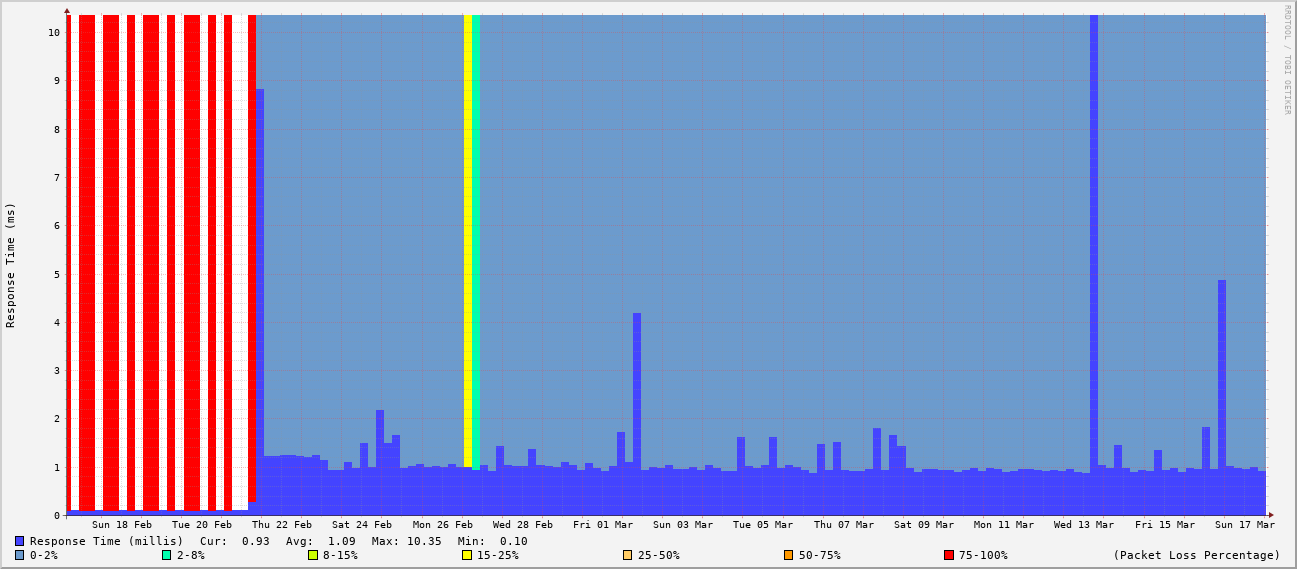 RRDTOOL / TOBI OETIKER
Response Time (ms)
10
9
8
7
6
5
4
3
2
1
0
Sun 18 Feb Tue 20 Feb Thu 22 Feb Sat 24 Feb Mon 26 Feb Wed 28 Feb Fri 01 Mar Sun 03 Mar Tue 05 Mar Thu 07 Mar Sat 09 Mar Mon 11 Mar Wed 13 Mar Fri 15 Mar Sun 17 Mar
Response Time (millis) Cur: 0.93 Avg: 1.09 Max: 10.35 Min: 0.10
0-2% 2-8% 8-15% 15-25% 25-50% 50-75% 75-100% (Packet Loss Percentage)